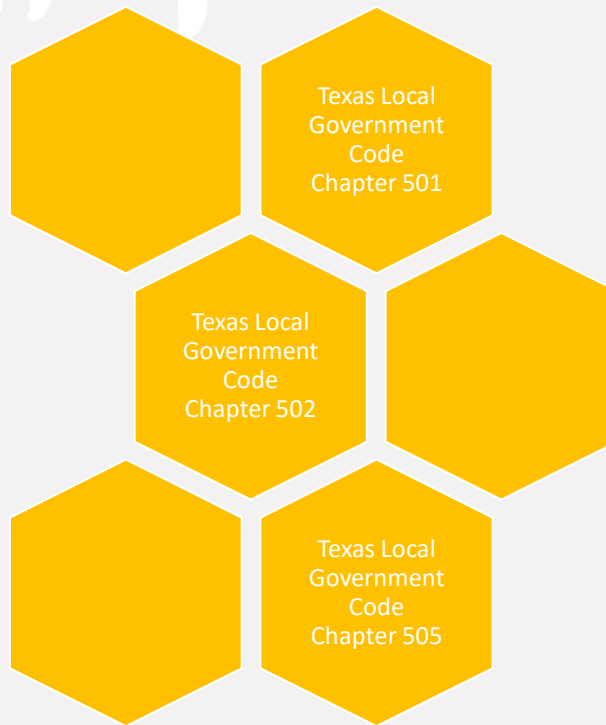 Texas Local
Government
Code
Chapter 501
Texas Local
Government
Code
Chapter 502
Texas Local
Government
Code
Chapter 505